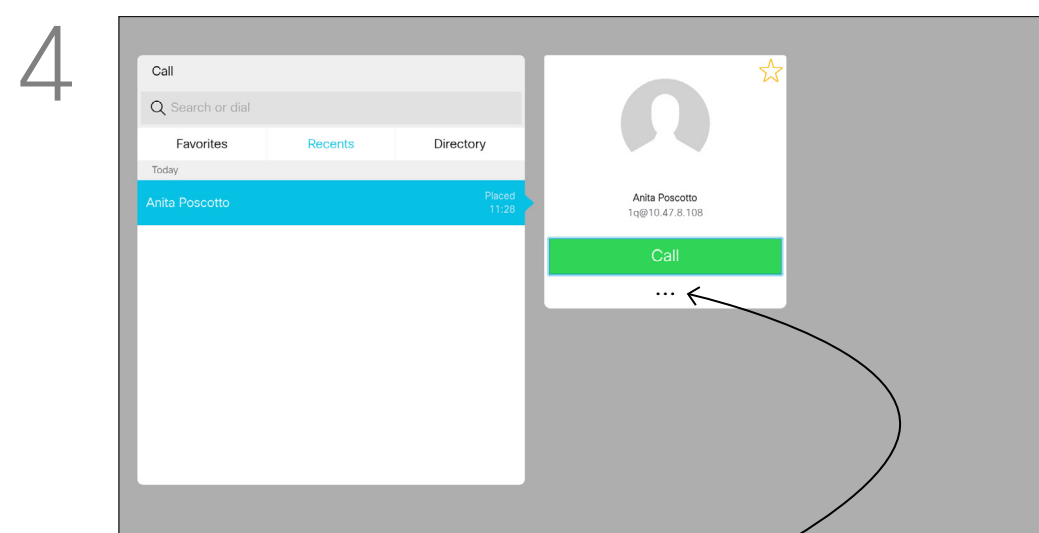 4
Call
Search or dial
Favorites Recents Directory
Today
Anita Poscotto Placed
11:28
Anita Poscotto
1q@10.47.8.108
Call
...